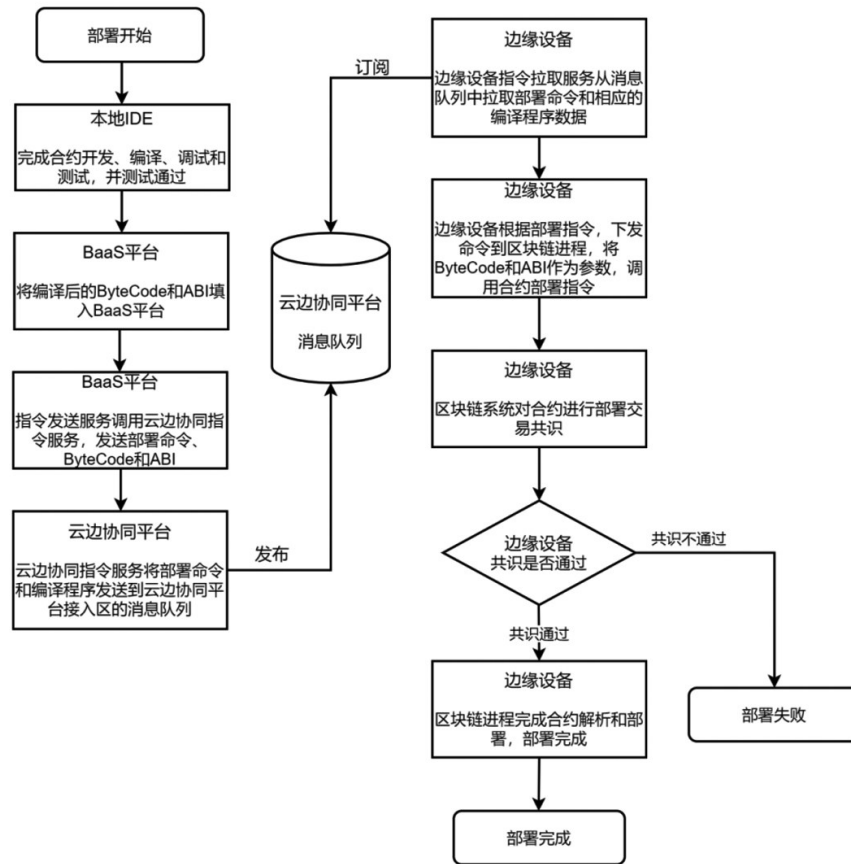 部署开始
本地IDE
完成合约开发、编译、调试和
测试，并测试通过
BaaS平台
将编译后的ByteCode和ABI填
入BaaS平台
BaaS平台
指令发送服务调用云边协同指
令服务，发送部署命令、
ByteCode和ABI
云边协同平台
云边协同指令服务将部署命令
和编译程序发送到云边协同平
台接入区的消息队列
发布
云边协同平台
消息队列
订阅
边缘设备
边缘设备指令拉取服务从消息
队列中拉取部署命令和相应的
编译程序数据
边缘设备
边缘设备根据部署指令，下发
命令到区块链进程，将
ByteCode和ABI作为参数，调
用合约部署指令
边缘设备
区块链系统对合约进行部署交
易共识
边缘设备
共识是否通过
共识不通过
部署失败
共识通过
边缘设备
区块链进程完成合约解析和部
署，部署完成
部署完成